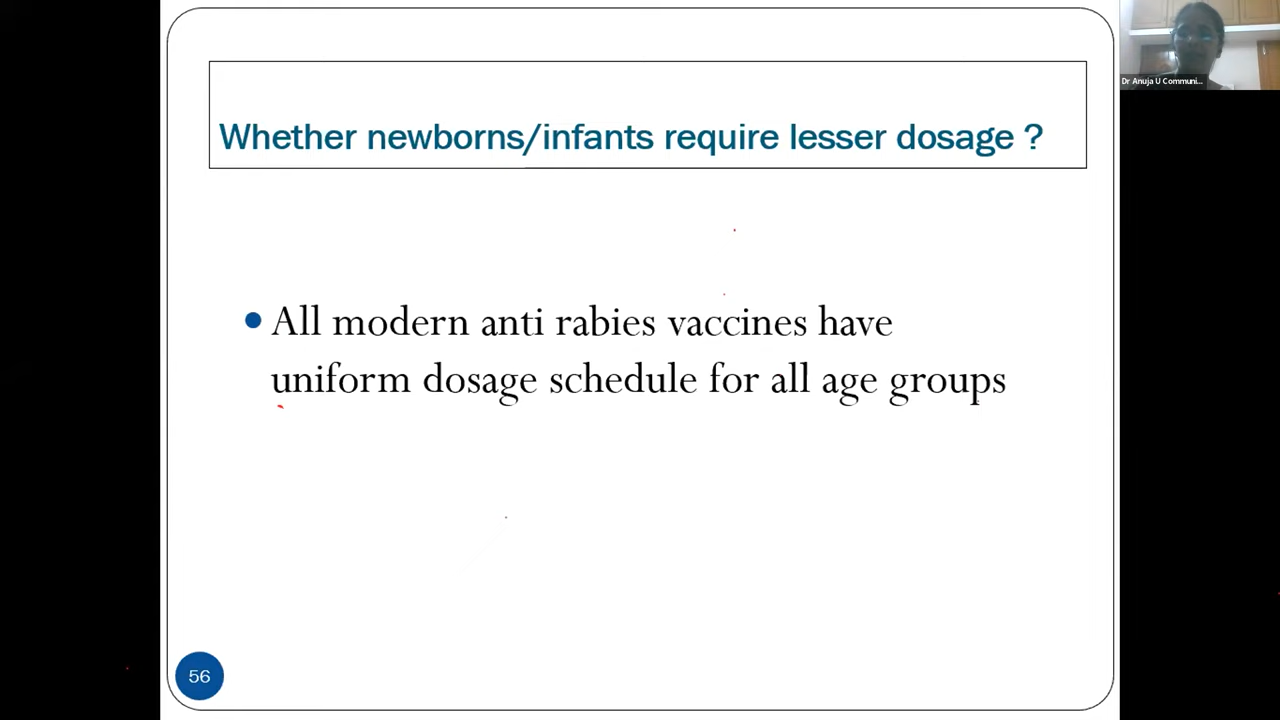 Dr Anuja U Communi...
Whether newborns/infants require lesser dosage ?
• All modern anti rabies vaccines have
uniform dosage schedule for all age groups
56